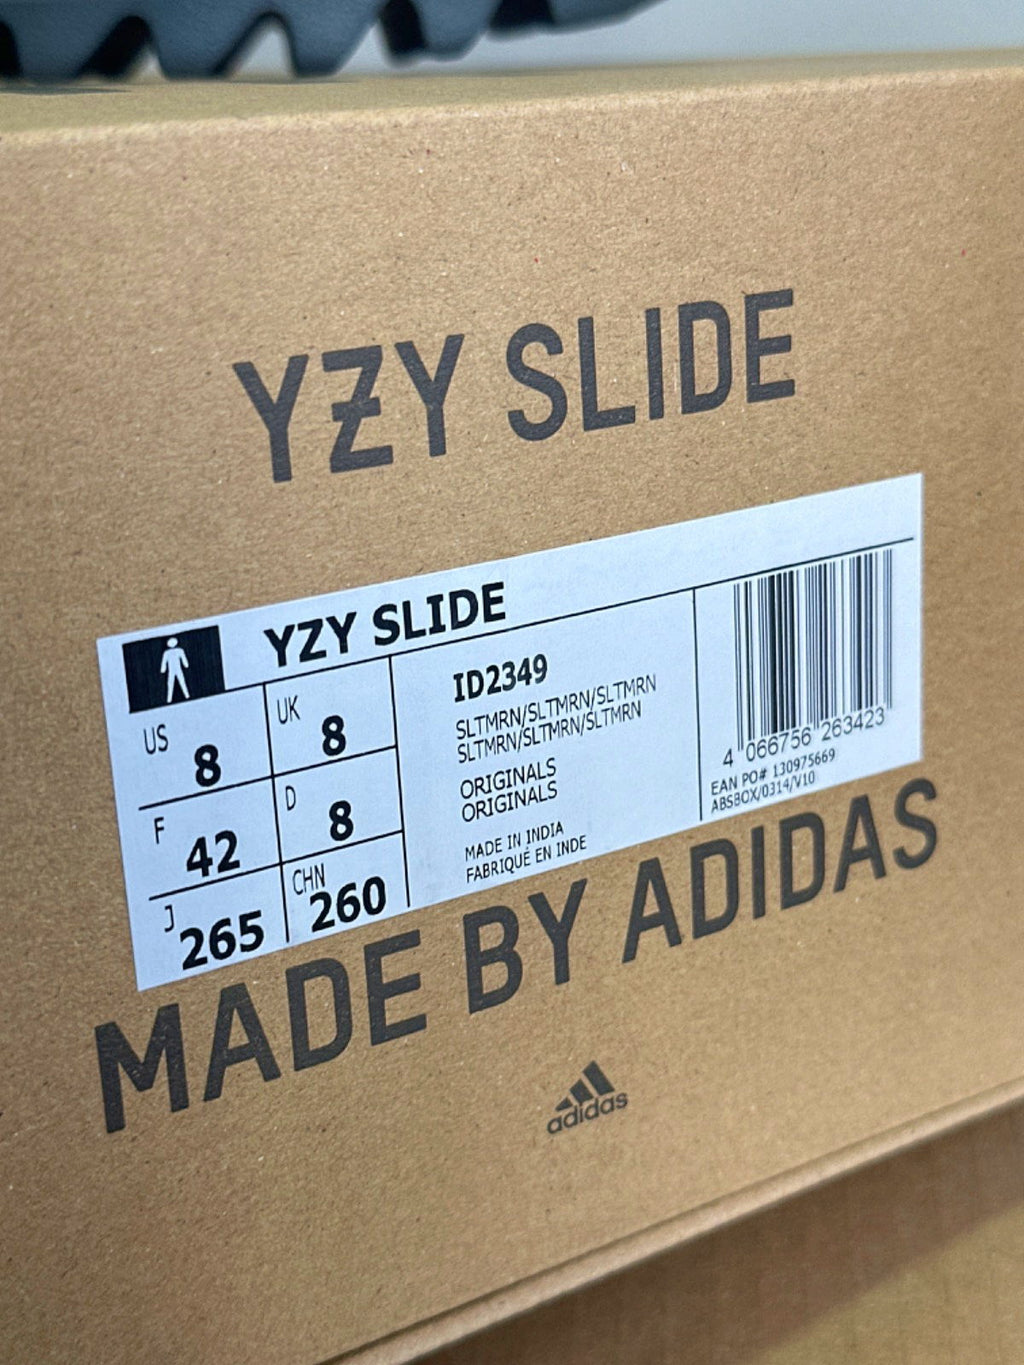 YZY SLIDE
YZY SLIDE
US 8 UK 8
F 42 D 8
J 265 CHN 260
ID2349
SLTMRN/SLTMRN/SLTMRN
SLTMRN/SLTMRN/SLTMRN
ORIGINALS
ORIGINALS
MADE IN INDIA
FABRIQUÉ EN INDE
4 066756 263423
EAN PO# 130975669
ABSBOX/0314/V10
MADE BY ADIDAS
adidas